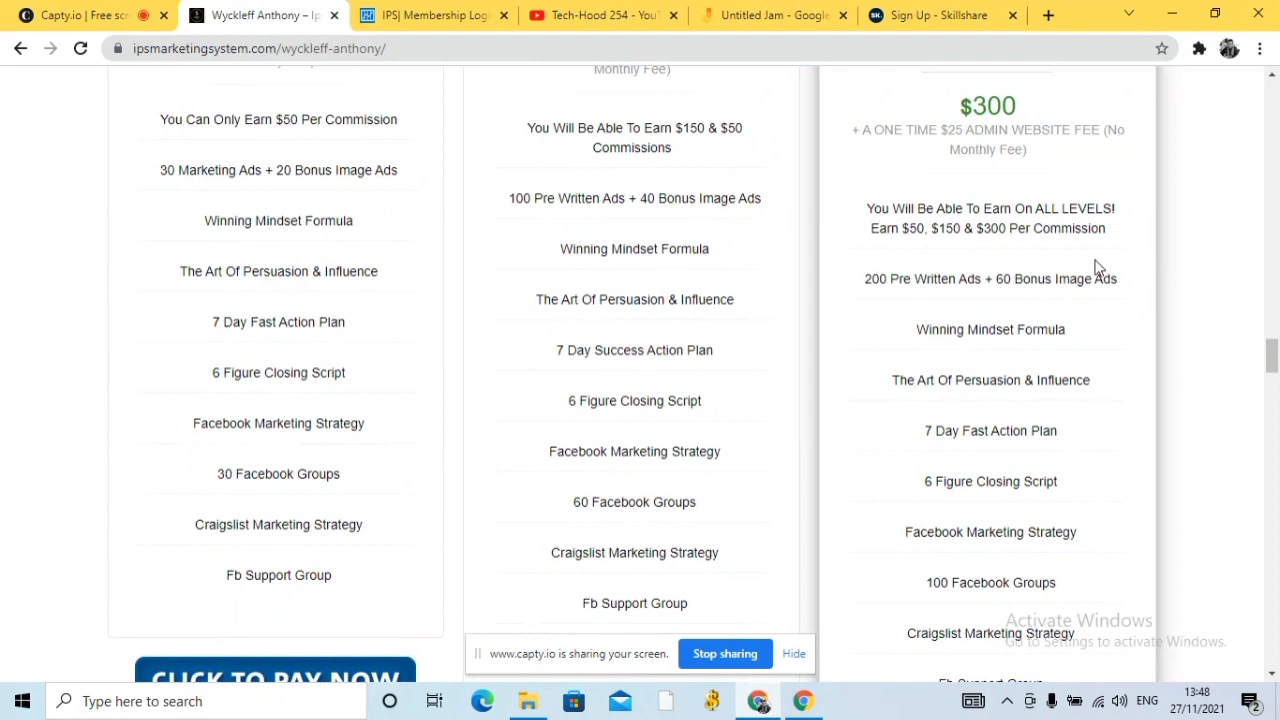 Capty.io | Free scr
Wyckleff Anthony – Ip
IPS| Membership Logi
Tech-Hood 254 - YouT
Untitled Jam - Google
Sign Up - Skillshare
ipsmarketingsystem.com/wyckleff-anthony/
You Can Only Earn $50 Per Commission
30 Marketing Ads + 20 Bonus Image Ads
Winning Mindset Formula
The Art Of Persuasion & Influence
7 Day Fast Action Plan
6 Figure Closing Script
Facebook Marketing Strategy
30 Facebook Groups
Craigslist Marketing Strategy
Fb Support Group
CLICK TO PAY NOW
Monthly Fee)
You Will Be Able To Earn $150 & $50
Commissions
100 Pre Written Ads + 40 Bonus Image Ads
Winning Mindset Formula
The Art Of Persuasion & Influence
7 Day Success Action Plan
6 Figure Closing Script
Facebook Marketing Strategy
60 Facebook Groups
Craigslist Marketing Strategy
Fb Support Group
$300
+ A ONE TIME $25 ADMIN WEBSITE FEE (No
Monthly Fee)
You Will Be Able To Earn On ALL LEVELS!
Earn $50, $150 & $300 Per Commission
200 Pre Written Ads + 60 Bonus Image Ads
Winning Mindset Formula
The Art Of Persuasion & Influence
7 Day Fast Action Plan
6 Figure Closing Script
Facebook Marketing Strategy
100 Facebook Groups
Craigslist Marketing Strategy
Fb Support Group
Activate Windows
Go to Settings to activate Windows.
www.capty.io is sharing your screen.
Stop sharing
Hide
Type here to search
ENG
13:48
27/11/2021
2